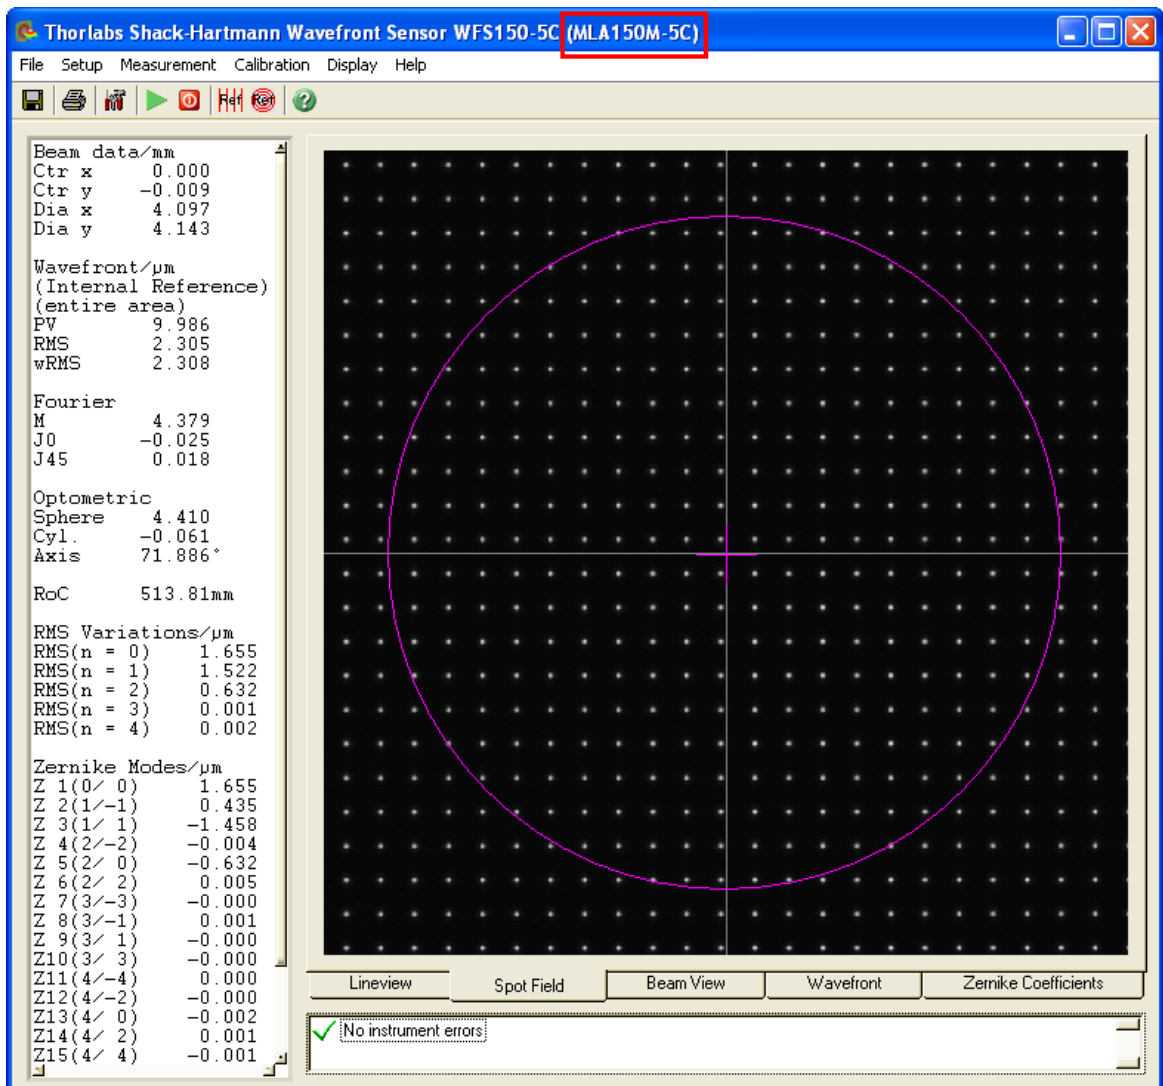 Thorlabs Shack-Hartmann Wavefront Sensor WFS150-5C (MLA150M-5C)
File Setup Measurement Calibration Display Help
Ref Ref
Beam data/mm
Ctr x 0.000
Ctr y -0.009
Dia x 4.097
Dia y 4.143
Wavefront/µm
(Internal Reference)
(entire area)
PV 9.986
RMS 2.305
wRMS 2.308
Fourier
M 4.379
J0 -0.025
J45 0.018
Optometric
Sphere 4.410
Cyl. -0.061
Axis 71.886°
RoC 513.81mm
RMS Variations/µm
RMS(n = 0) 1.655
RMS(n = 1) 1.522
RMS(n = 2) 0.632
RMS(n = 3) 0.001
RMS(n = 4) 0.002
Zernike Modes/µm
Z 1(0/ 0) 1.655
Z 2(1/-1) 0.435
Z 3(1/ 1) -1.458
Z 4(2/-2) -0.004
Z 5(2/ 0) -0.632
Z 6(2/ 2) 0.005
Z 7(3/-3) -0.000
Z 8(3/-1) 0.001
Z 9(3/ 1) -0.000
Z10(3/ 3) -0.000
Z11(4/-4) 0.000
Z12(4/-2) -0.000
Z13(4/ 0) -0.002
Z14(4/ 2) 0.001
Z15(4/ 4) -0.001
Lineview Spot Field Beam View Wavefront Zernike Coefficients
No instrument errors